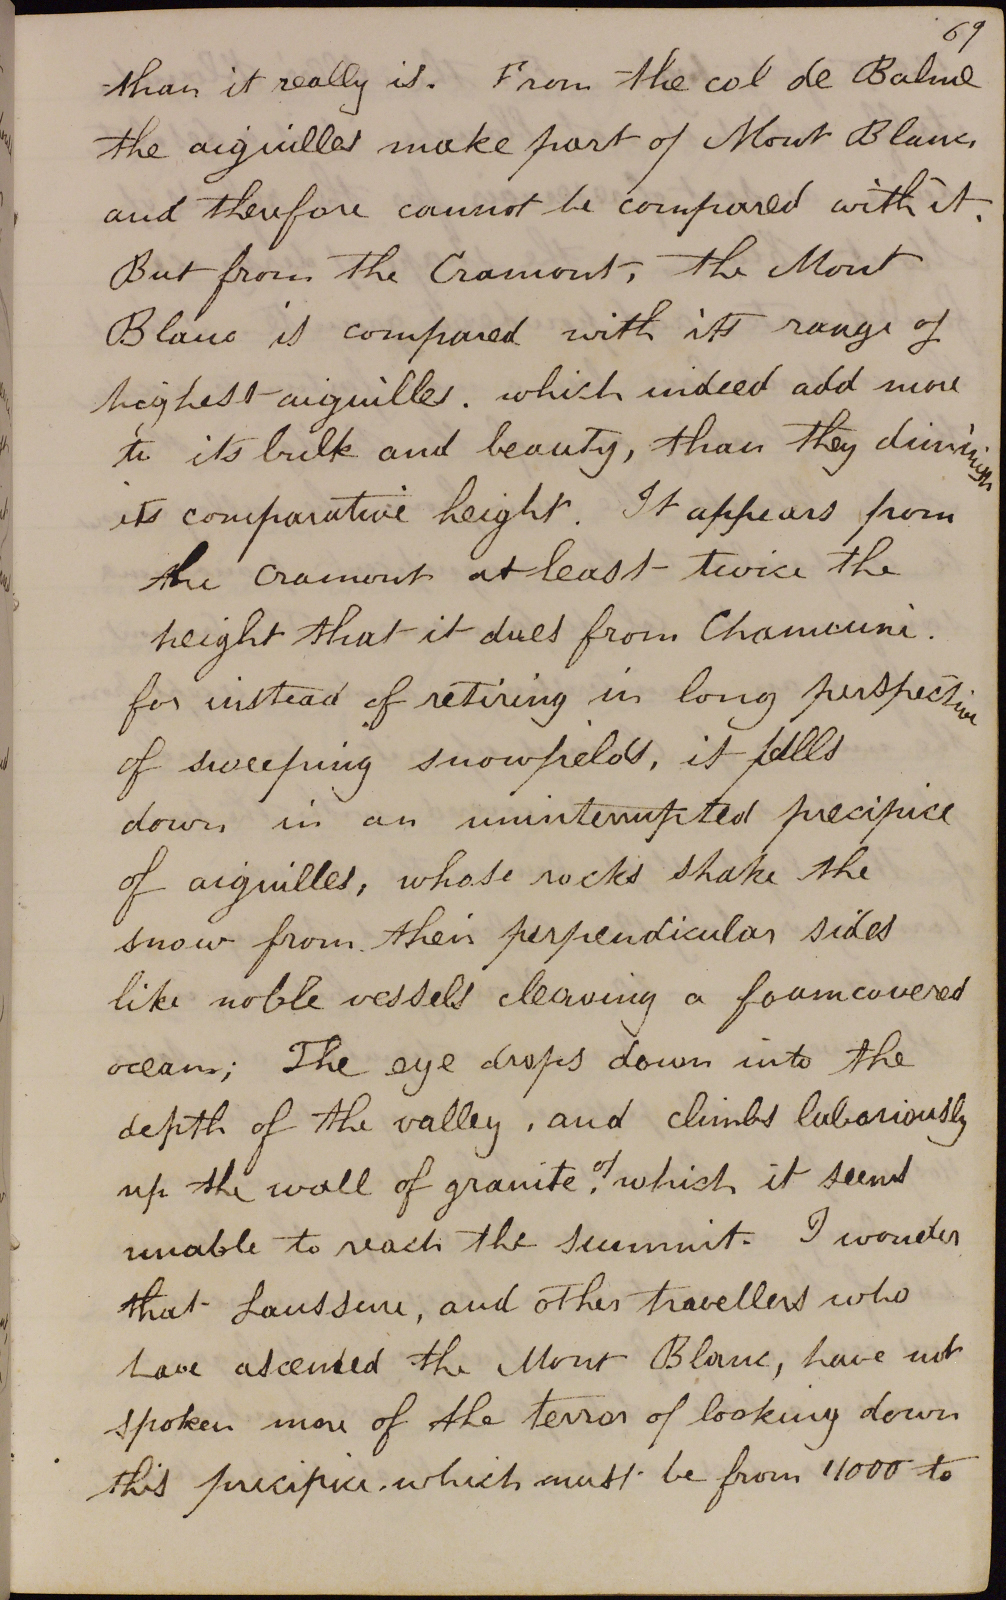 69
than it really is. From the col de Balme
the aiguilles make part of Mont Blanc,
and therefore cannot be compared with it.
But from the Cramont, the Mont
Blanc is compared with its range of
highest aiguilles. which indeed add more
to its bulk and beauty, than they diminish
its comparative height. It appears from
the Cramont at least twice the
height that it does from Chamouni.
for instead of retiring in long perspective
of sweeping snowfields, it falls
down in an uninterrupted precipice
of aiguilles, whose rocks shake the
snow from their perpendicular sides
like noble vessels cleaving a foamcovered
ocean; The eye drops down into the
depth of the valley, and climbs laboriously
up the wall of granite, of which it seems
unable to reach the summit. I wonder
that Saussure, and other travellers who
have ascended the Mont Blanc, have not
spoken more of the terror of looking down
this precipice. which must be from 11000 to